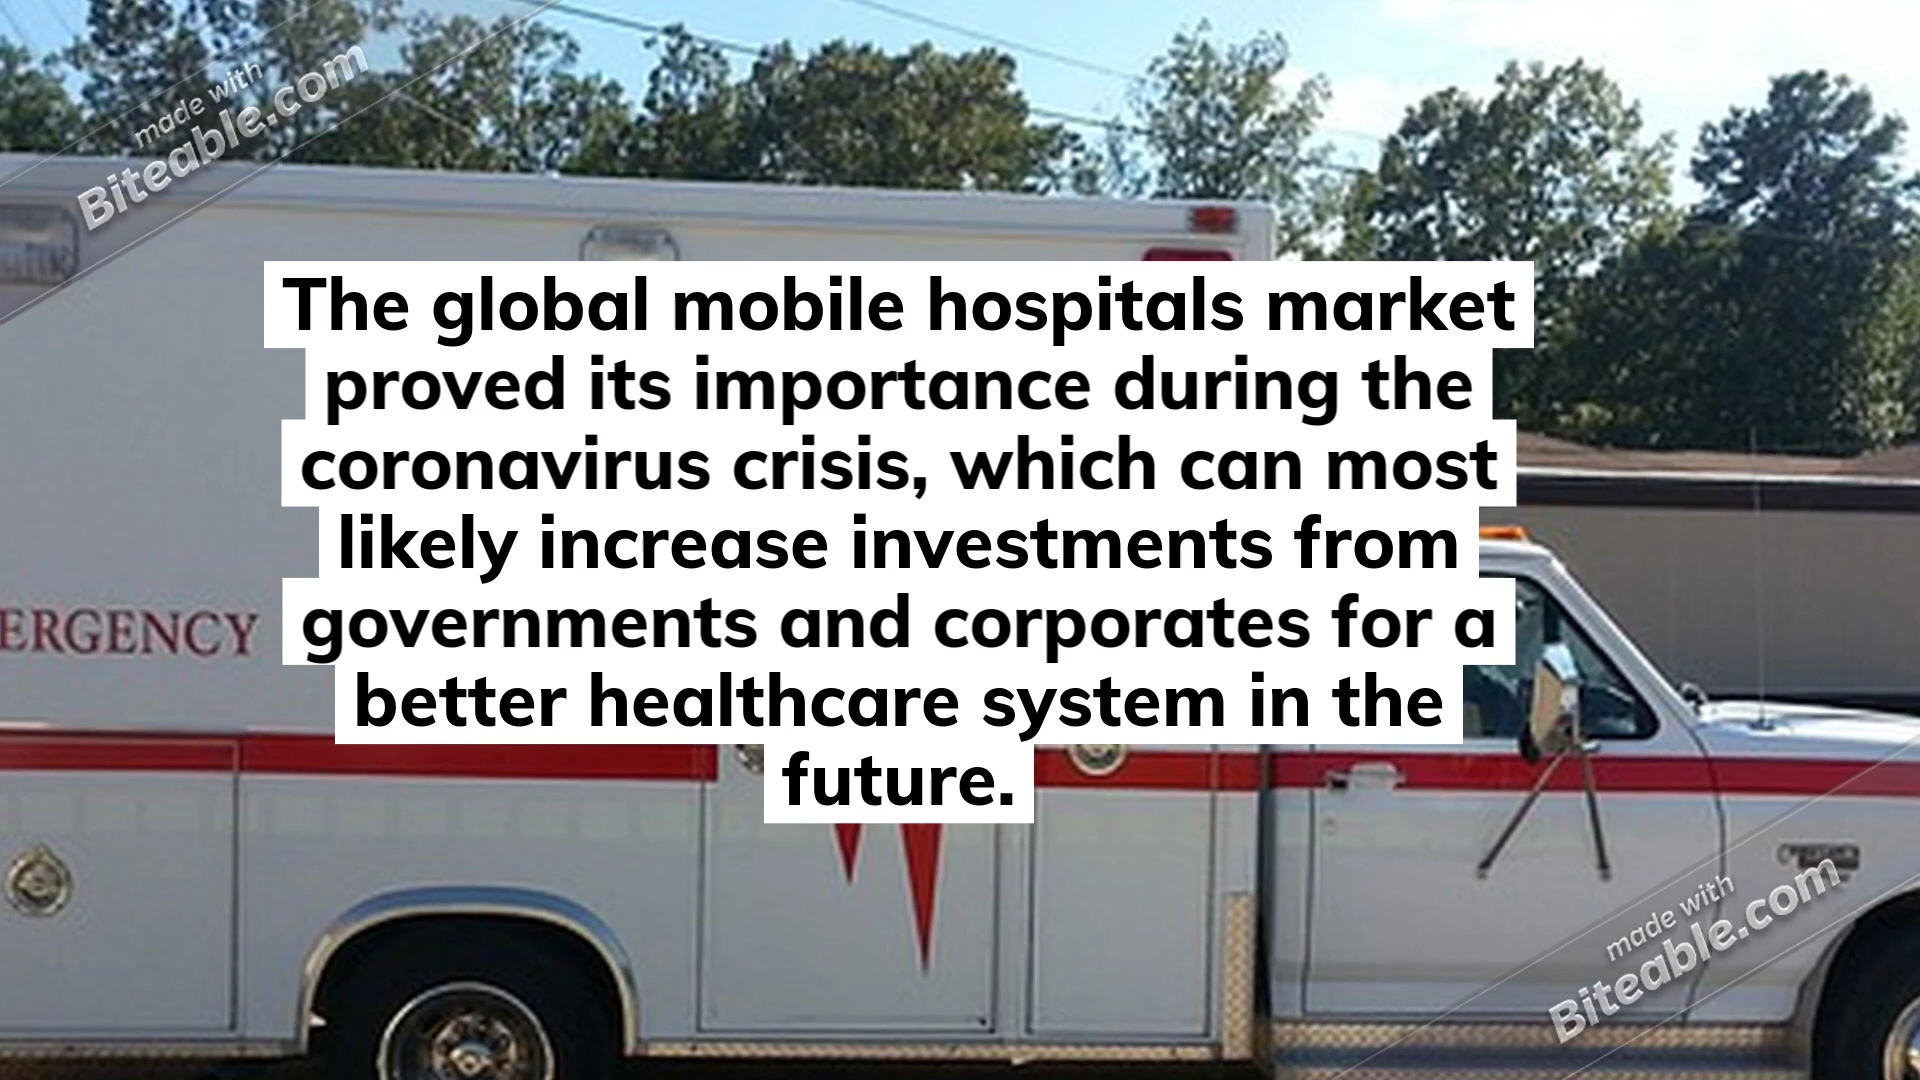 made with
Biteable.com
The global mobile hospitals market
proved its importance during the
coronavirus crisis, which can most
likely increase investments from
governments and corporates for a
better healthcare system in the
future.
ERGENCY
made with
Biteable.com